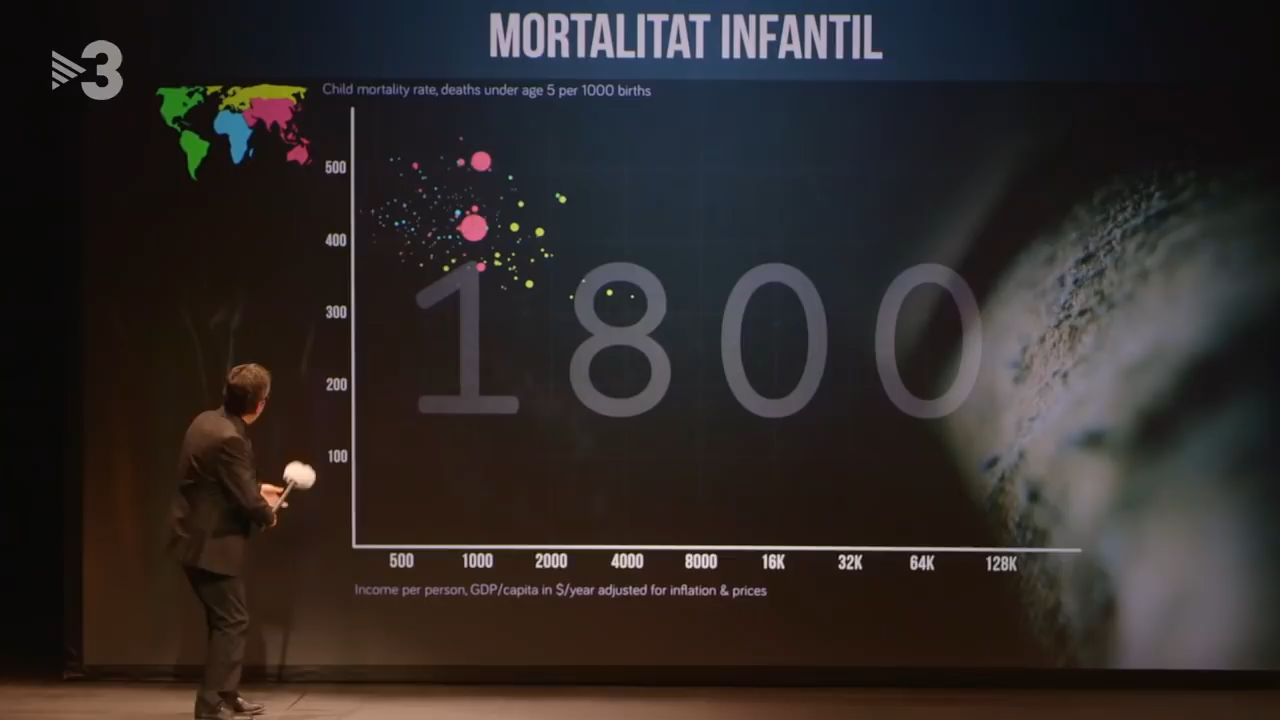 MORTALITAT INFANTIL
3
Child mortality rate, deaths under age 5 per 1000 births
500
400
300
200
100
1800
500 1000 2000 4000 8000 16K 32K 64K 128K
Income per person, GDP/capita in $/year adjusted for inflation & prices